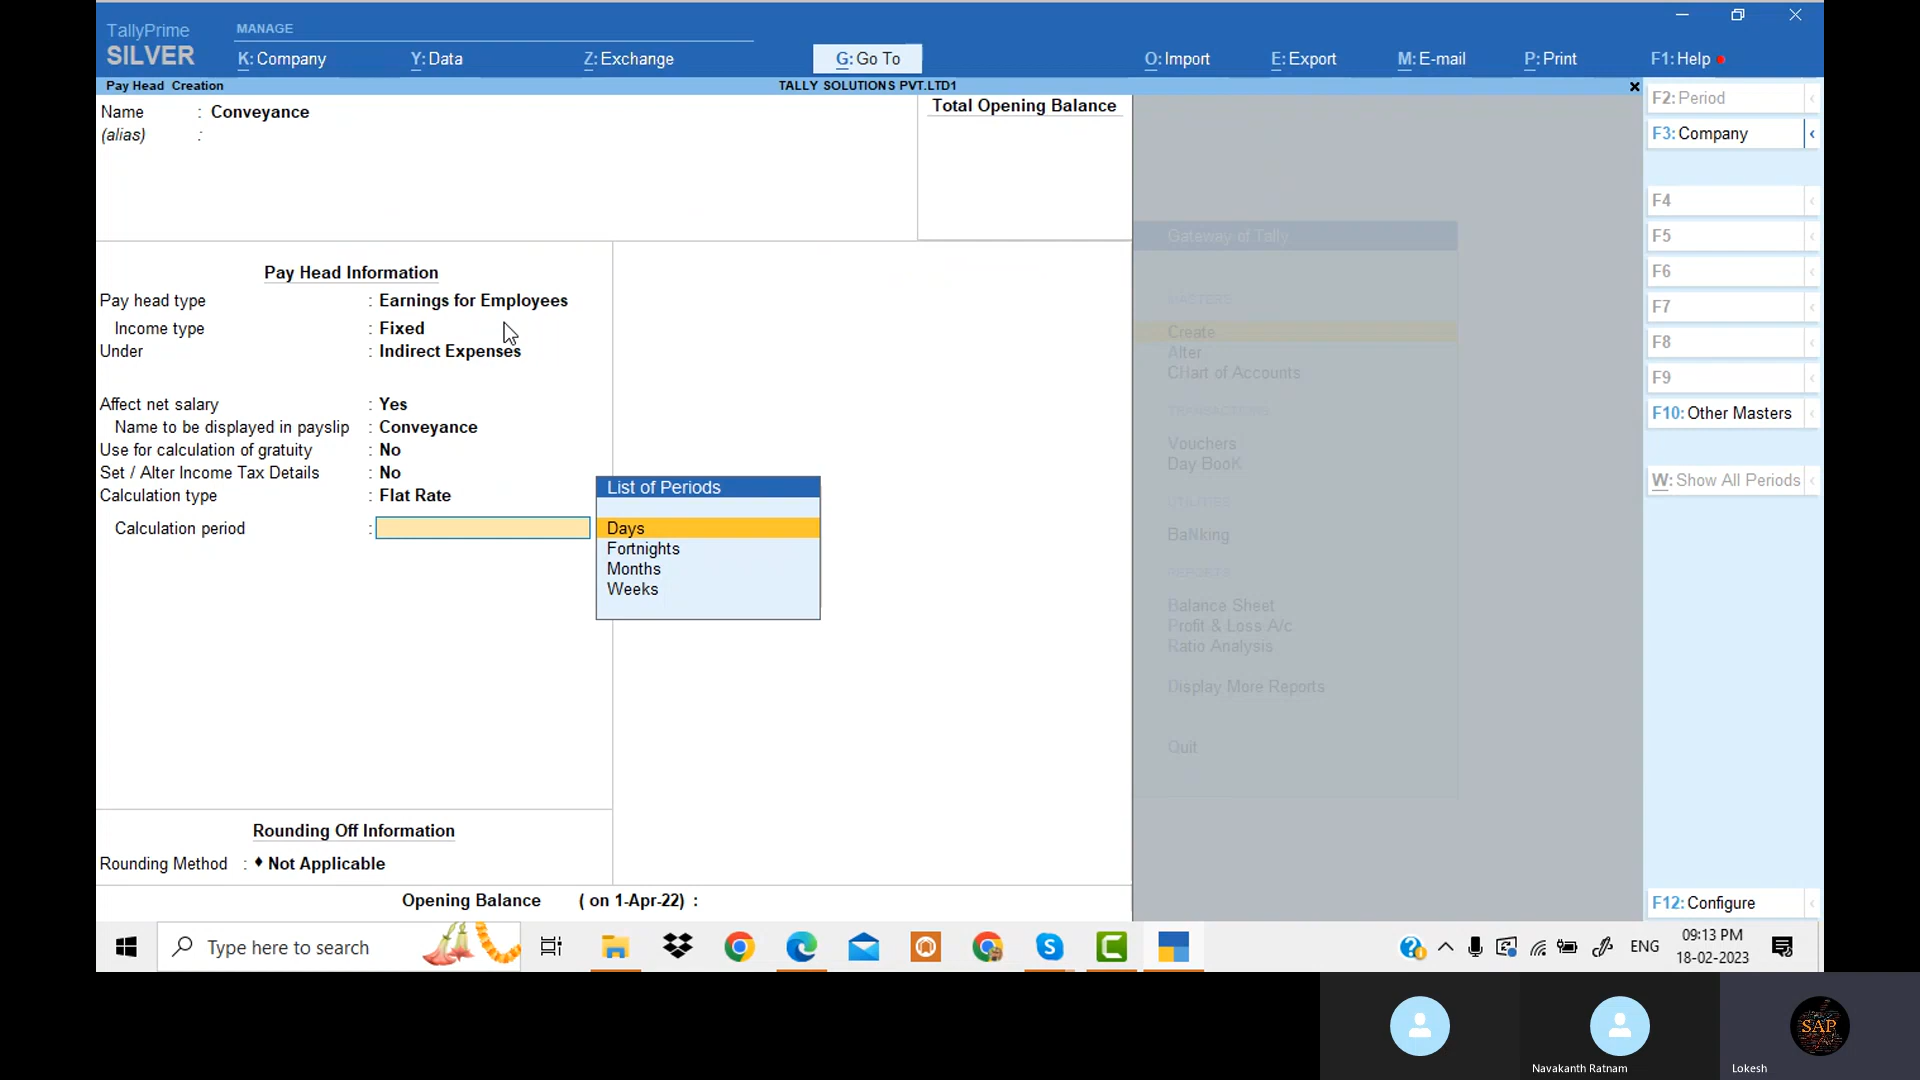 TallyPrime
SILVER
MANAGE
K: Company
Y: Data
Z: Exchange
G: Go To
O: Import
E: Export
M: E-mail
P: Print
F1: Help
Pay Head Creation
TALLY SOLUTIONS PVT.LTD1
Name : Conveyance
(alias) :
Total Opening Balance
Pay Head Information
Pay head type : Earnings for Employees
Income type : Fixed
Under : Indirect Expenses
Affect net salary : Yes
Name to be displayed in payslip : Conveyance
Use for calculation of gratuity : No
Set / Alter Income Tax Details : No
Calculation type : Flat Rate
Calculation period :
List of Periods
Days
Fortnights
Months
Weeks
Rounding Off Information
Rounding Method : ♦ Not Applicable
Opening Balance ( on 1-Apr-22) :
Gateway of Tally
MASTERS
Create
Alter
CHart of Accounts
TRANSACTIONS
Vouchers
Day BooK
UTILITIES
BaNking
REPORTS
Balance Sheet
Profit & Loss A/c
Ratio Analysis
Display More Reports
Quit
F2: Period
F3: Company
F4
F5
F6
F7
F8
F9
F10: Other Masters
W: Show All Periods
F12: Configure
Type here to search
ENG
09:13 PM
18-02-2023
SAP
Navakanth Ratnam
Lokesh